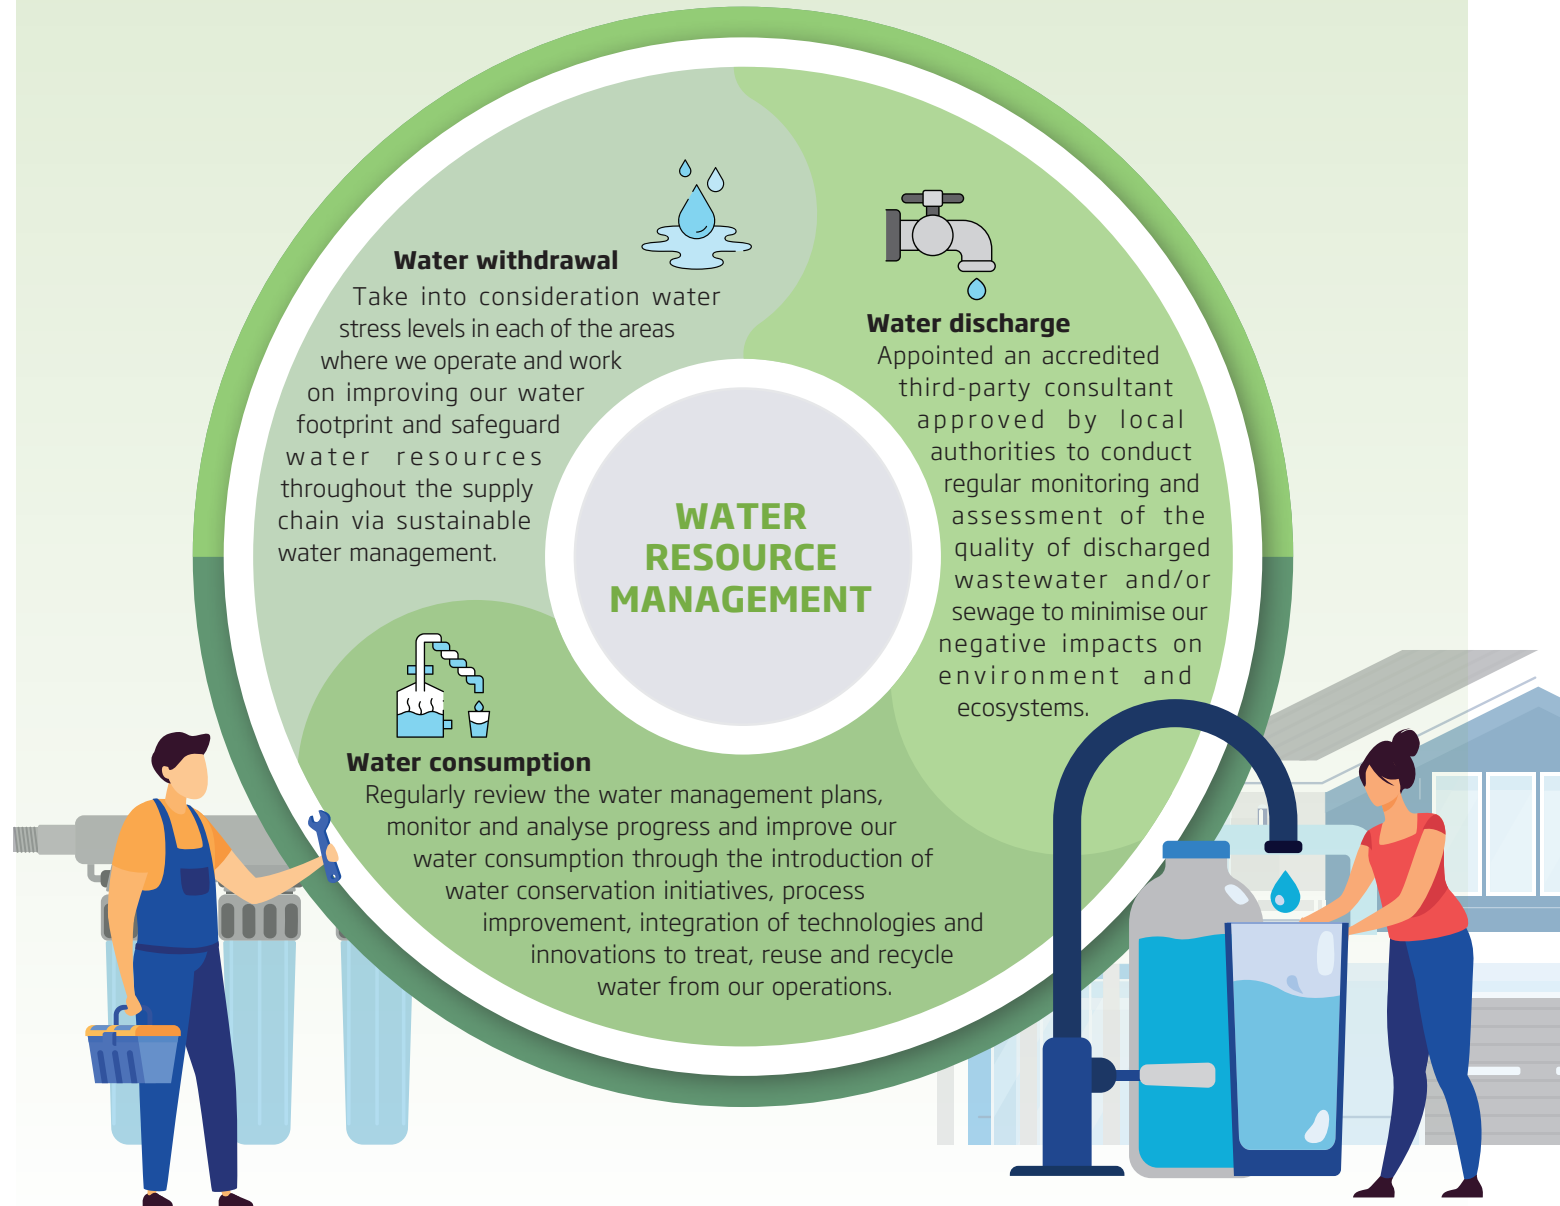 Water withdrawal
Take into consideration water
stress levels in each of the areas
where we operate and work
on improving our water
footprint and safeguard
water resources
throughout the supply
chain via sustainable
water management.
Water discharge
Appointed an accredited
third-party consultant
approved by local
authorities to conduct
regular monitoring and
assessment of the
quality of discharged
wastewater and/or
sewage to minimise our
negative impacts on
environment and
ecosystems.
WATER
RESOURCE
MANAGEMENT
Water consumption
Regularly review the water management plans,
monitor and analyse progress and improve our
water consumption through the introduction of
water conservation initiatives, process
improvement, integration of technologies and
innovations to treat, reuse and recycle
water from our operations.